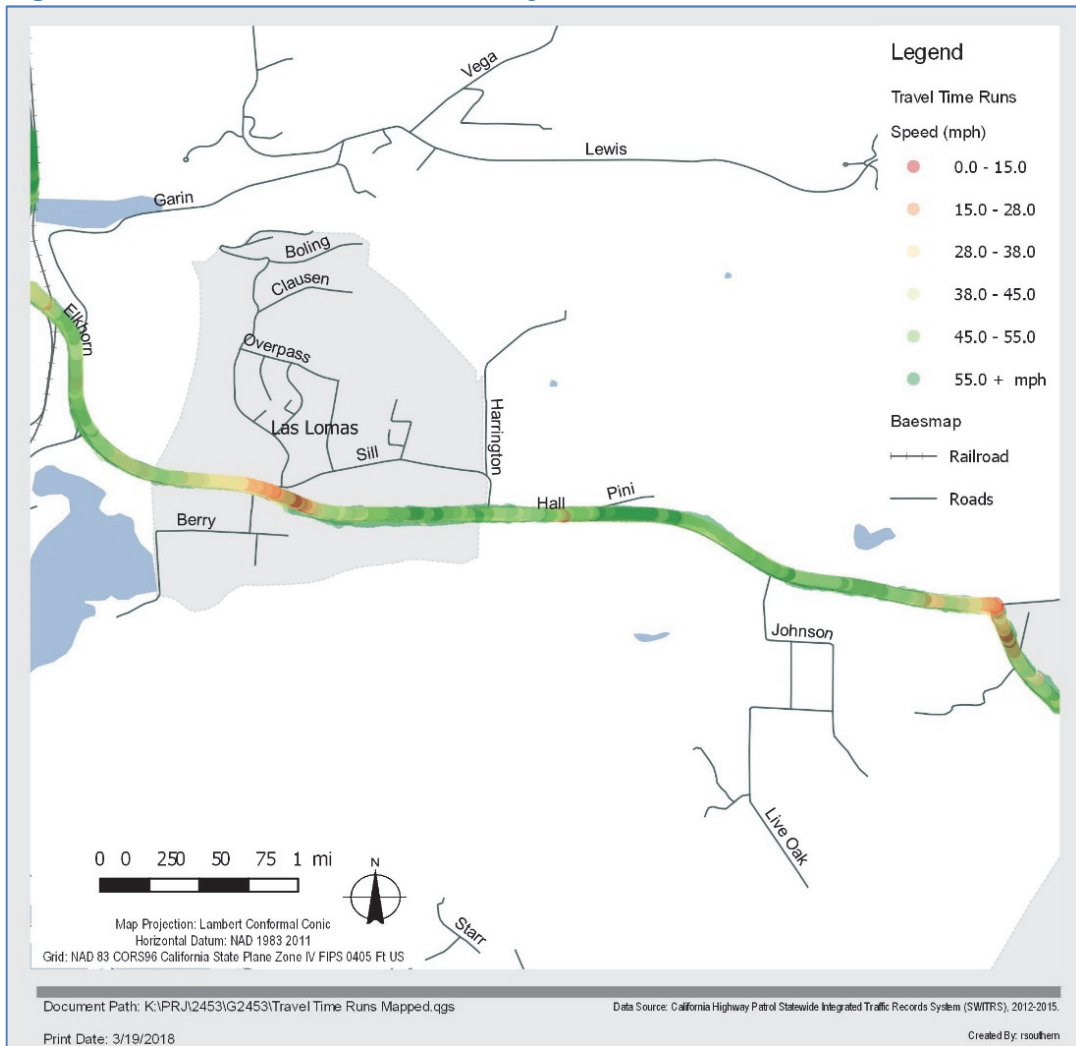 Vega
Lewis
Garin
Boling
Clausen
Elkhorn
Overpass
Las Lomas
Harrington
Sill
Hall
Pini
Berry
Johnson
Live Oak
Starr
Legend
Travel Time Runs
Speed (mph)
0.0 - 15.0
15.0 - 28.0
28.0 - 38.0
38.0 - 45.0
45.0 - 55.0
55.0 + mph
Baesmap
Railroad
Roads
0 0 250 50 75 1 mi
N
Map Projection: Lambert Conformal Conic
Horizontal Datum: NAD 1983 2011
Grid: NAD 83 CORS96 California State Plane Zone IV FIPS 0405 Ft US
Document Path: K:\PRJ\2453\G2453\Travel Time Runs Mapped.qgs
Data Source: California Highway Patrol Statewide Integrated Traffic Records System (SWITRS), 2012-2015.
Print Date: 3/19/2018
Created By: rsouthern